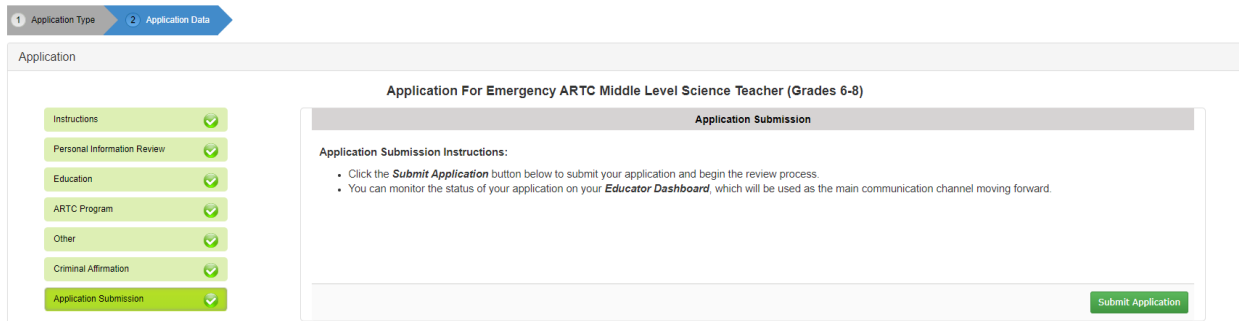 1 Application Type 2 Application Data
Application
Application For Emergency ARTC Middle Level Science Teacher (Grades 6-8)
Instructions
Personal Information Review
Education
ARTC Program
Other
Criminal Affirmation
Application Submission
Application Submission
Application Submission Instructions:
• Click the Submit Application button below to submit your application and begin the review process.
• You can monitor the status of your application on your Educator Dashboard, which will be used as the main communication channel moving forward.
Submit Application